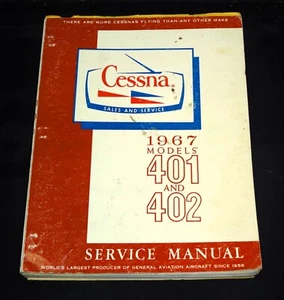 THERE ARE MORE CESSNAS FLYING THAN ANY OTHER MAKE
Cessna
SALES AND SERVICE
1967
MODELS
401
AND
402
SERVICE MANUAL
WORLD'S LARGEST PRODUCER OF GENERAL AVIATION AIRCRAFT SINCE 1956